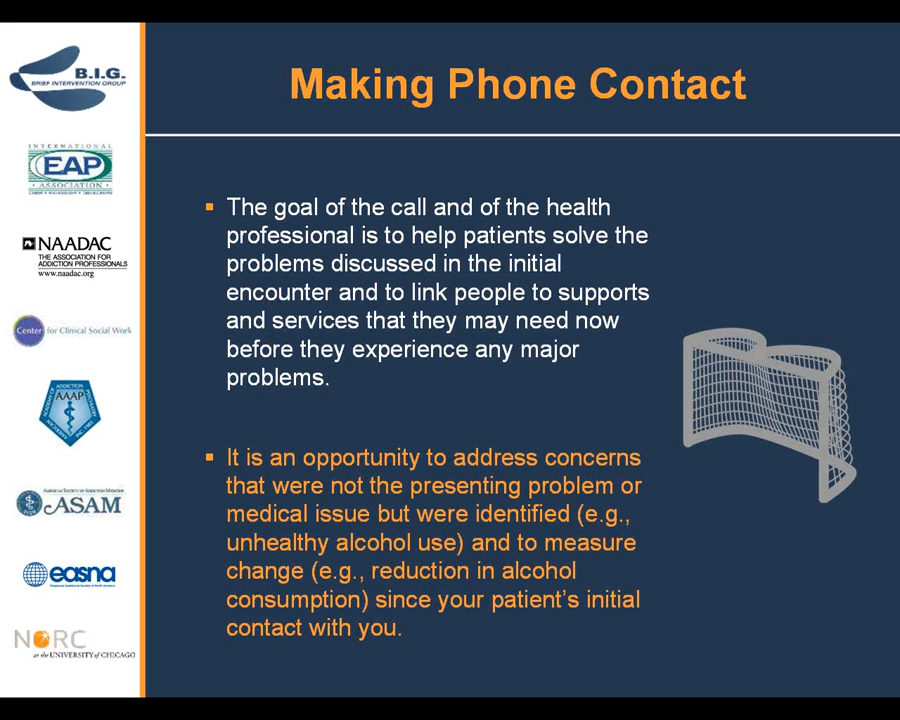 B.I.G.
BRIEF INTERVENTION GROUP
INTERNATIONAL
EAP
ASSOCIATION
NAADAC
THE ASSOCIATION FOR
ADDICTION PROFESSIONALS
www.naadac.org
Center for Clinical Social Work
AAAP
AMERICAN SOCIETY OF ADDICTION MEDICINE
ASAM
easna
NORC
at the UNIVERSITY of CHICAGO
Making Phone Contact
The goal of the call and of the health
professional is to help patients solve the
problems discussed in the initial
encounter and to link people to supports
and services that they may need now
before they experience any major
problems.
It is an opportunity to address concerns
that were not the presenting problem or
medical issue but were identified (e.g.,
unhealthy alcohol use) and to measure
change (e.g., reduction in alcohol
consumption) since your patient’s initial
contact with you.